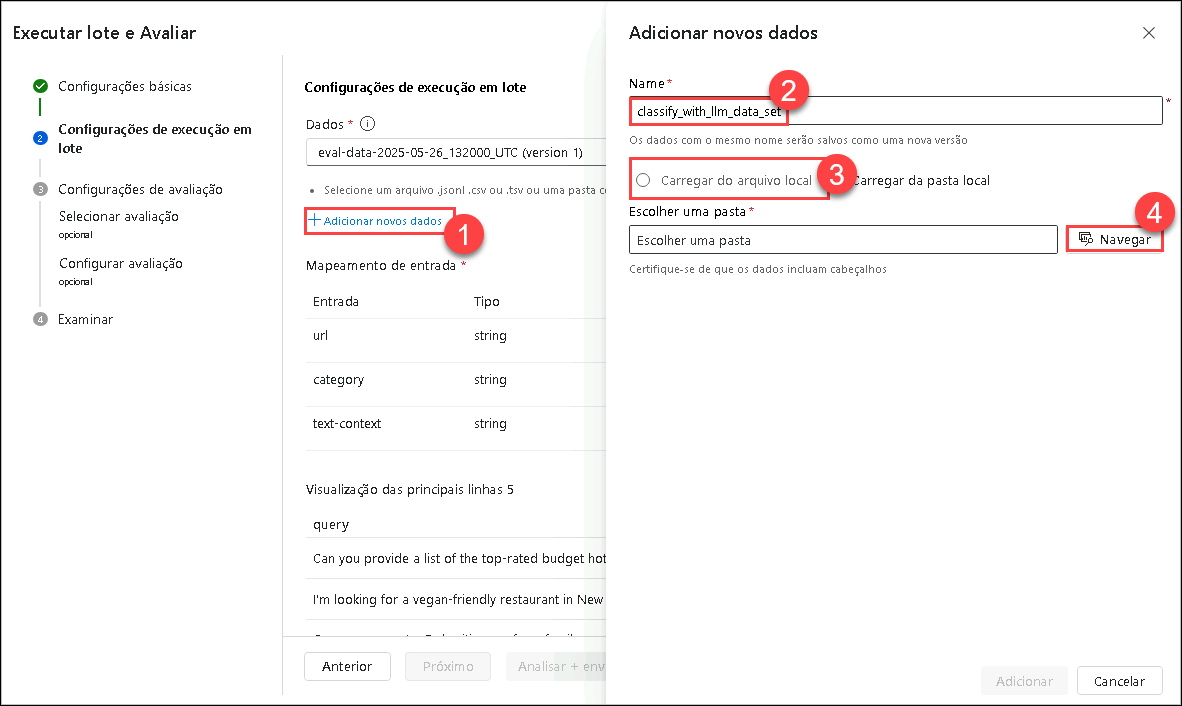 Executar lote e Avaliar
Configurações básicas
2 Configurações de execução em
lote
3 Configurações de avaliação
Selecionar avaliação
opcional
Configurar avaliação
opcional
4 Examinar
Configurações de execução em lote
Dados *
eval-data-2025-05-26_132000_UTC (version 1)
Selecione um arquivo .jsonl .csv ou .tsv ou uma pasta
+ Adicionar novos dados
1
Mapeamento de entrada *
Entrada Tipo
url string
category string
text-context string
Visualização das principais linhas 5
query
Can you provide a list of the top-rated budget hot
I'm looking for a vegan-friendly restaurant in New
Anterior
Próximo
Analisar + env
Adicionar novos dados
Name *
2
classify_with_llm_data_set
*
Os dados com o mesmo nome serão salvos como uma nova versão
Carregar do arquivo local
3
Carregar da pasta local
Escolher uma pasta *
4
Escolher uma pasta
Navegar
Certifique-se de que os dados incluam cabeçalhos
Adicionar
Cancelar